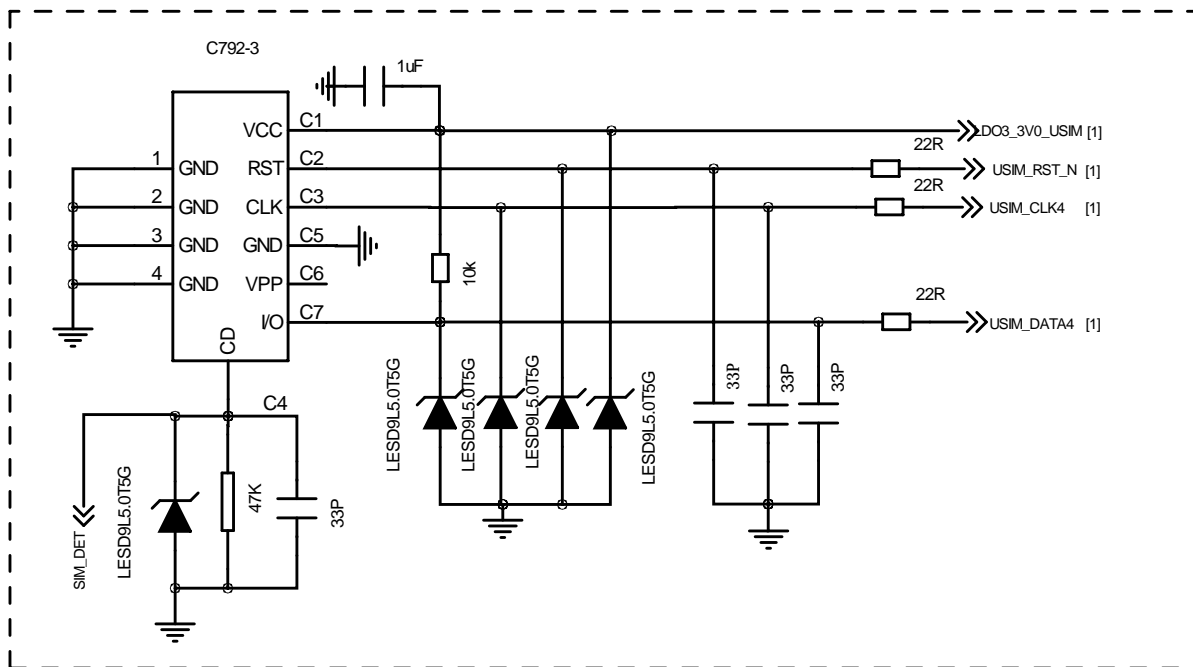 C792-3
1uF
VCC C1
LDO3_3V0_USIM [1]
22R
1 GND RST C2
USIM_RST_N [1]
22R
2 GND CLK C3
USIM_CLK4 [1]
3 GND GND C5
10k
4 GND VPP C6
22R
I/O C7
USIM_DATA4 [1]
CD
LESD9L5.0T5G
LESD9L5.0T5G
LESD9L5.0T5G
LESD9L5.0T5G
33P
33P
33P
C4
SIM_DET
LESD9L5.0T5G
47K
33P